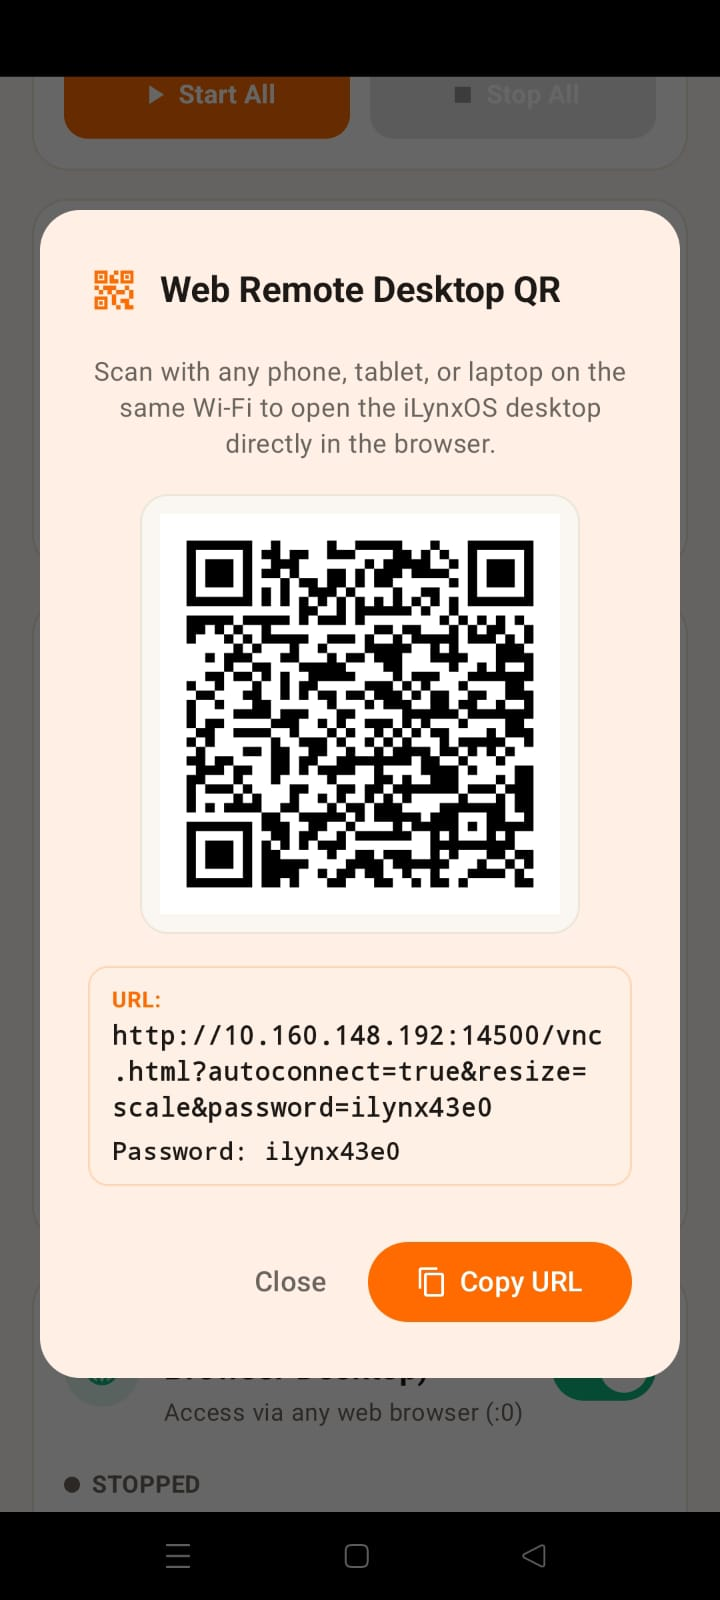 Start All
Stop All
Web Remote Desktop QR
Scan with any phone, tablet, or laptop on the
same Wi-Fi to open the iLynxOS desktop
directly in the browser.
URL:
http://10.160.148.192:14500/vnc
.html?autoconnect=true&resize=
scale&password=ilynx43e0
Password: ilynx43e0
Close
Copy URL
Browser Desktop)
Access via any web browser (:0)
STOPPED